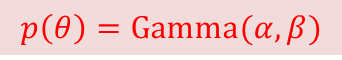 p(θ) = Gamma(α, β)